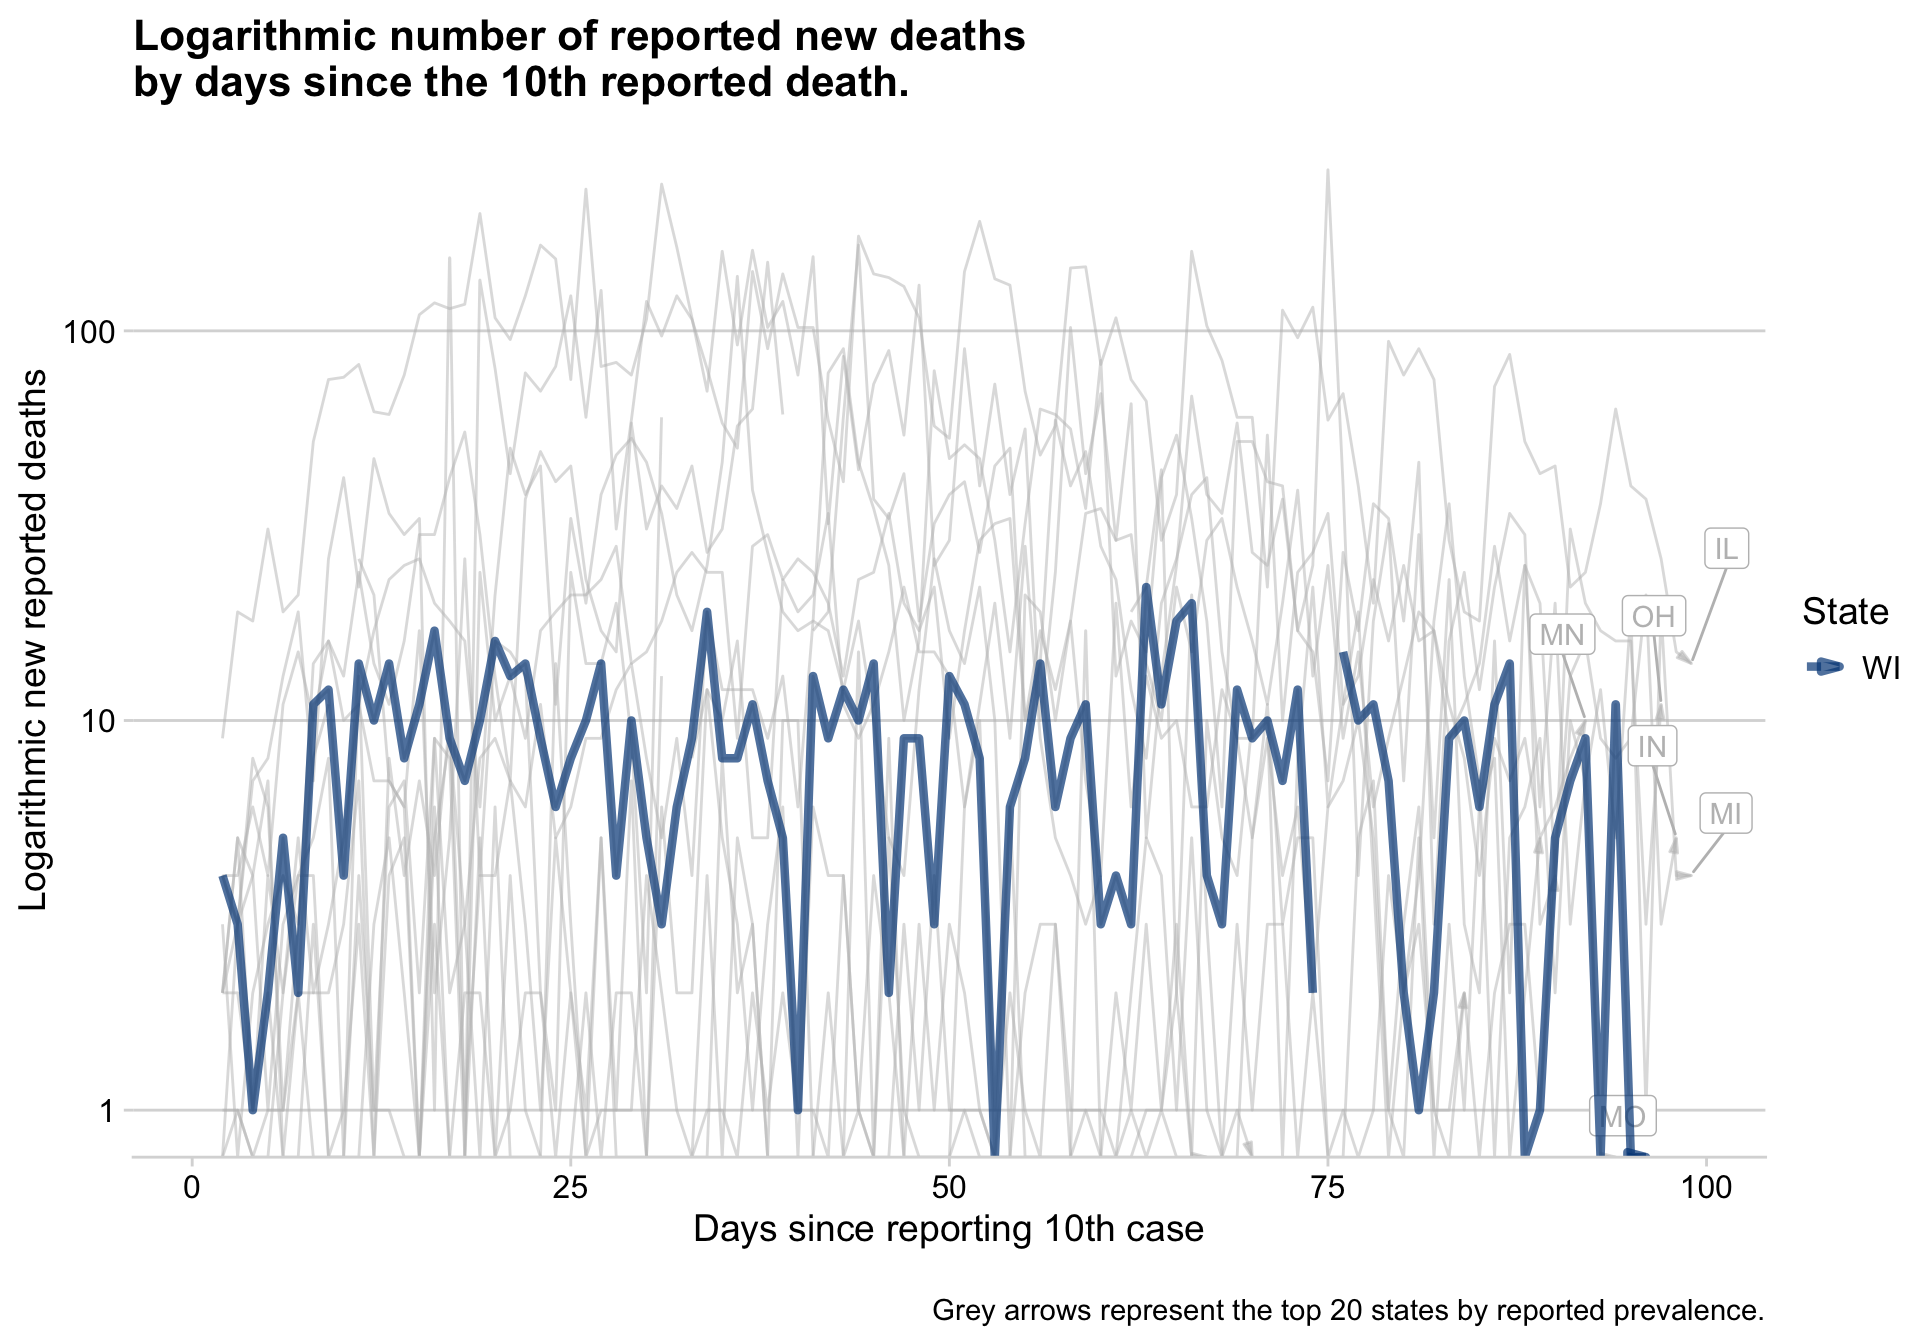 Logarithmic number of reported new deaths
by days since the 10th reported death.
Logarithmic new reported deaths
100
10
1
0
25
50
75
100
Days since reporting 10th case
IL
OH
MN
IN
MI
MO
State
WI
Grey arrows represent the top 20 states by reported prevalence.